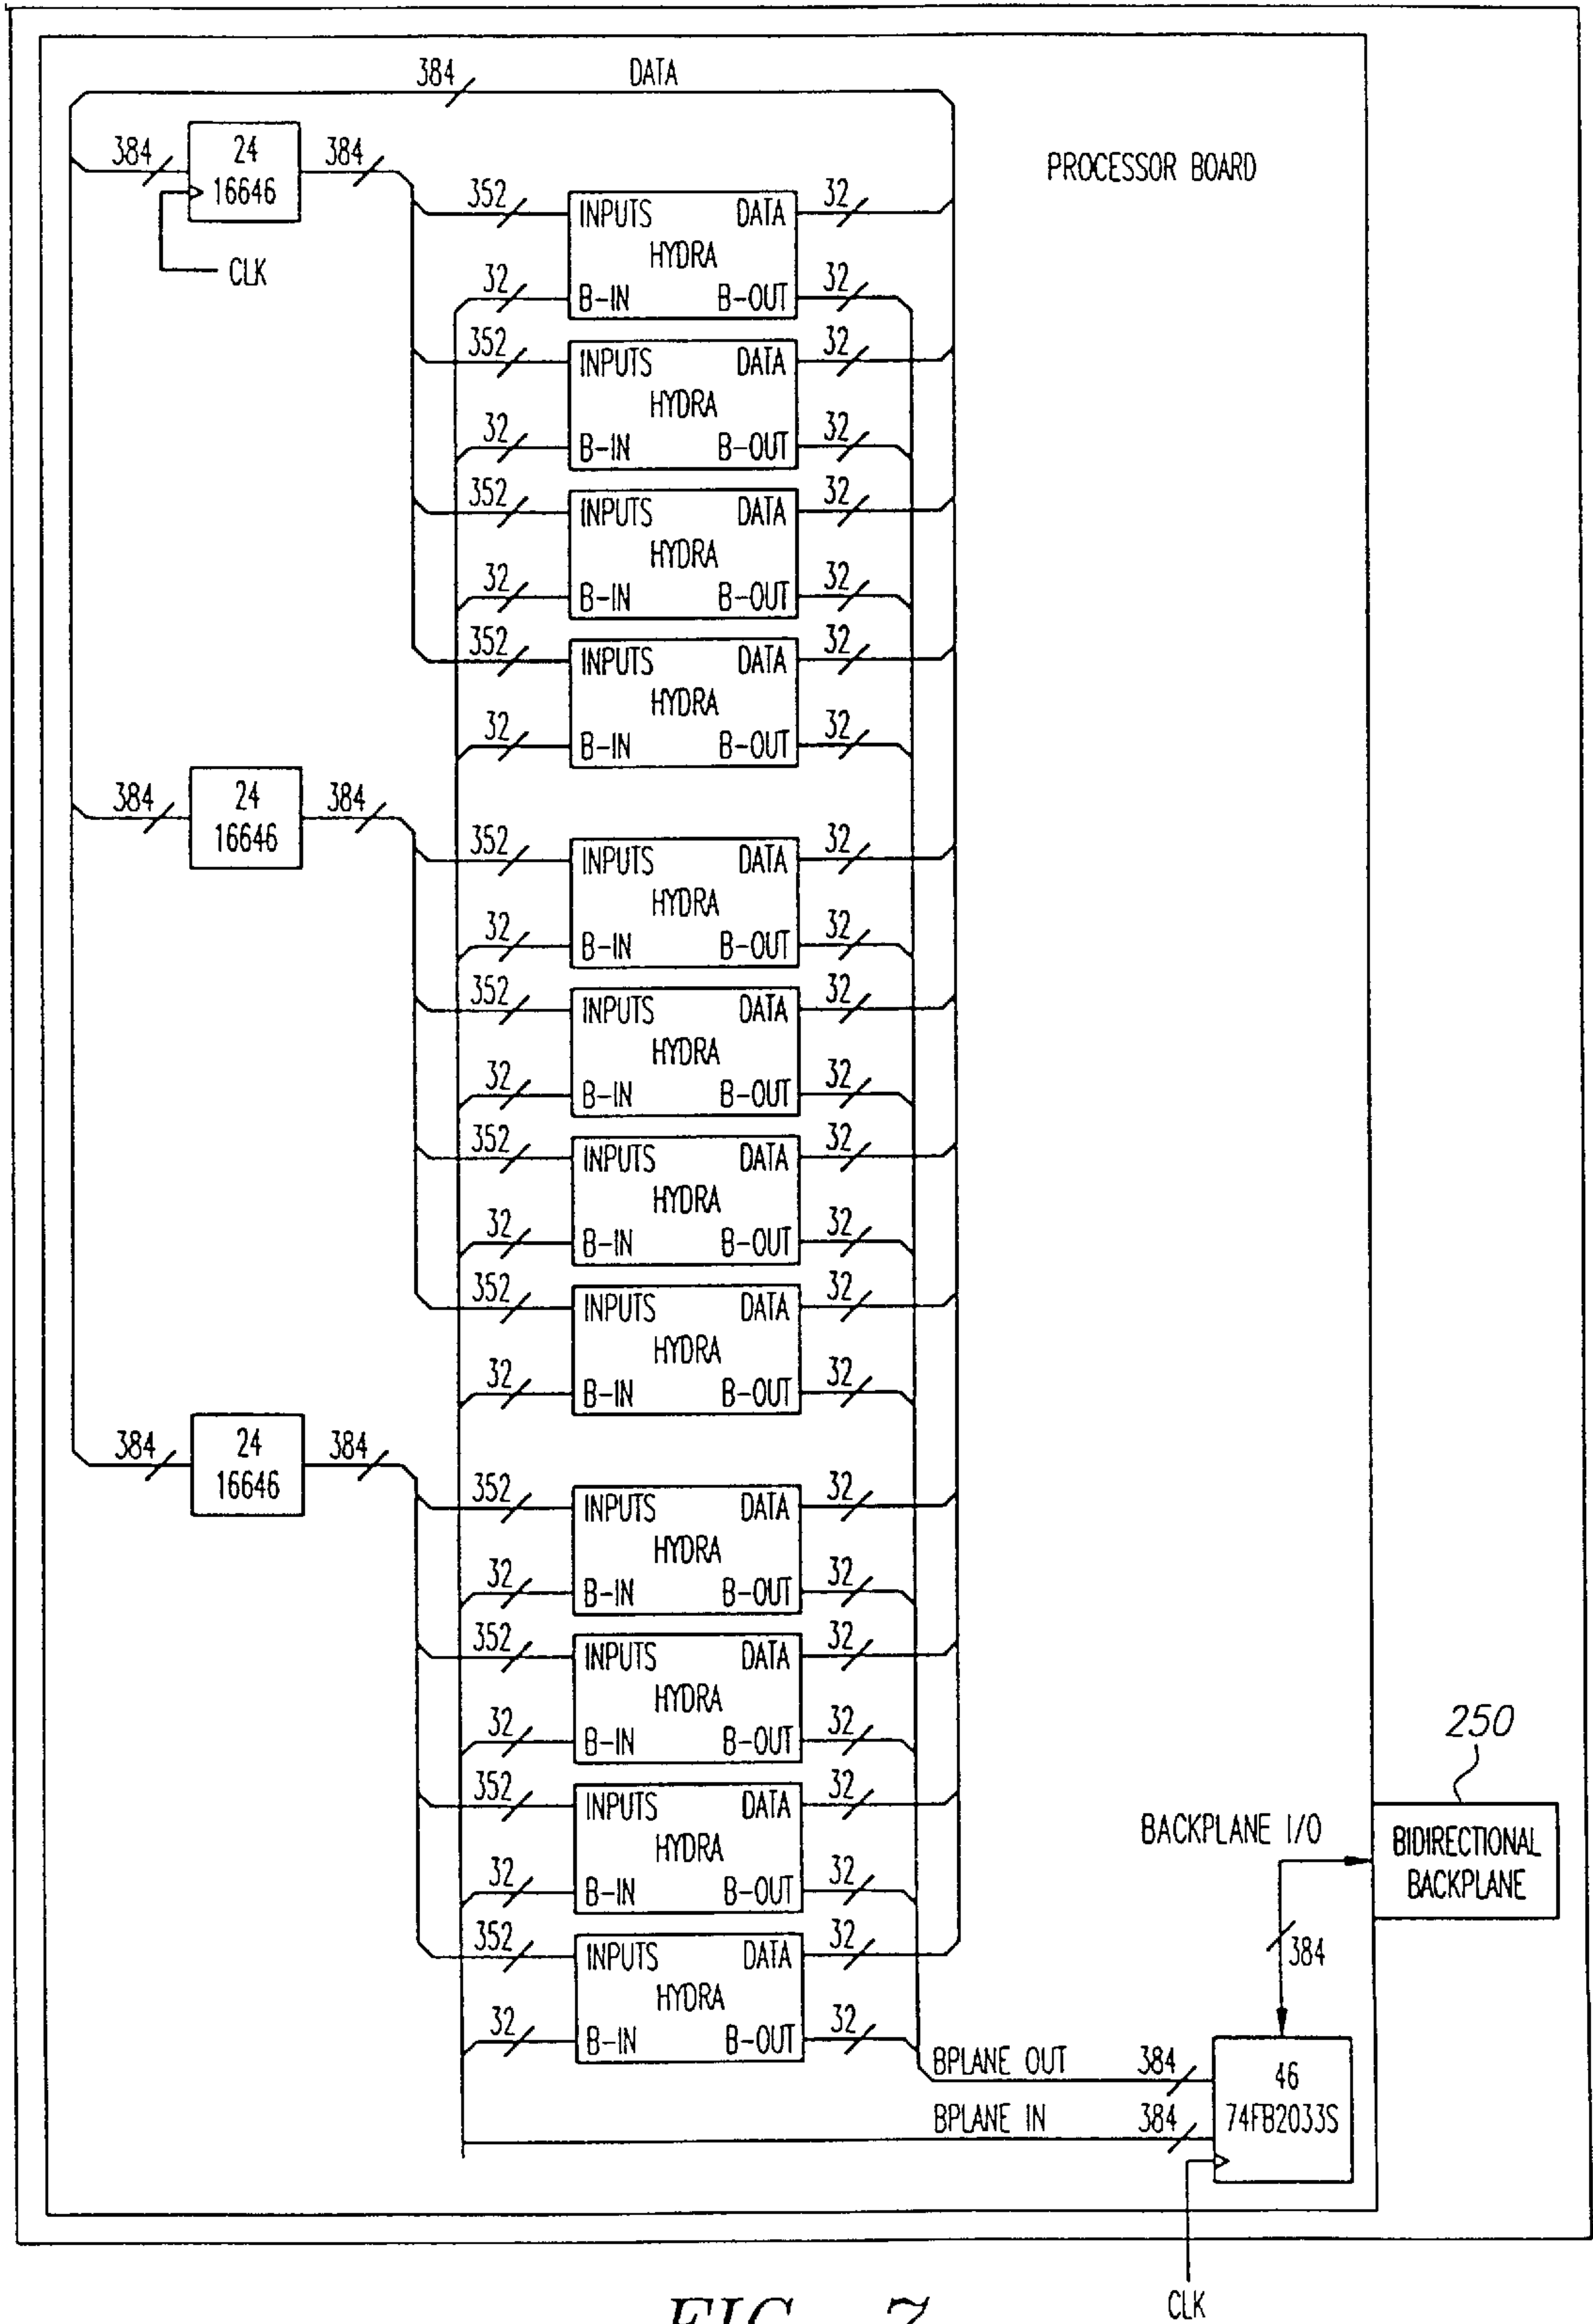 384 DATA
PROCESSOR BOARD
384 24 384
16646
CLK
352 INPUTS DATA 32
HYDRA
32 B-IN B-OUT 32
352 INPUTS DATA 32
HYDRA
32 B-IN B-OUT 32
352 INPUTS DATA 32
HYDRA
32 B-IN B-OUT 32
352 INPUTS DATA 32
HYDRA
32 B-IN B-OUT 32
384 24 384
16646
352 INPUTS DATA 32
HYDRA
32 B-IN B-OUT 32
352 INPUTS DATA 32
HYDRA
32 B-IN B-OUT 32
352 INPUTS DATA 32
HYDRA
32 B-IN B-OUT 32
352 INPUTS DATA 32
HYDRA
32 B-IN B-OUT 32
384 24 384
16646
352 INPUTS DATA 32
HYDRA
32 B-IN B-OUT 32
352 INPUTS DATA 32
HYDRA
32 B-IN B-OUT 32
352 INPUTS DATA 32
HYDRA
32 B-IN B-OUT 32
352 INPUTS DATA 32
HYDRA
32 B-IN B-OUT 32
250
BACKPLANE I/O
BIDIRECTIONAL
BACKPLANE
384
BPLANE OUT 384
BPLANE IN 384
46
74FB2033S
CLK
FIG. 7